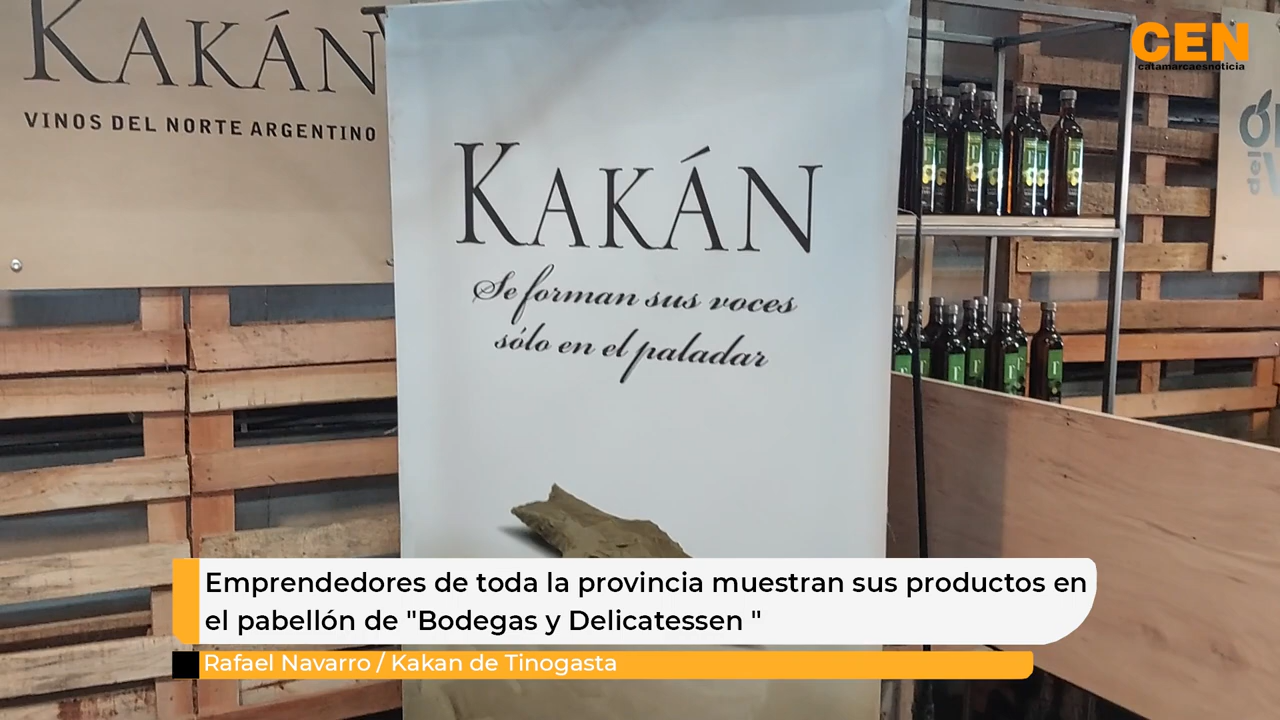 KAKÁN
VINOS DEL NORTE ARGENTINO
KAKÁN
Se forman sus voces
sólo en el paladar
CEN
catamarcaesnoticia
del
Emprendedores de toda la provincia muestran sus productos en
el pabellón de "Bodegas y Delicatessen "
Rafael Navarro / Kakan de Tinogasta